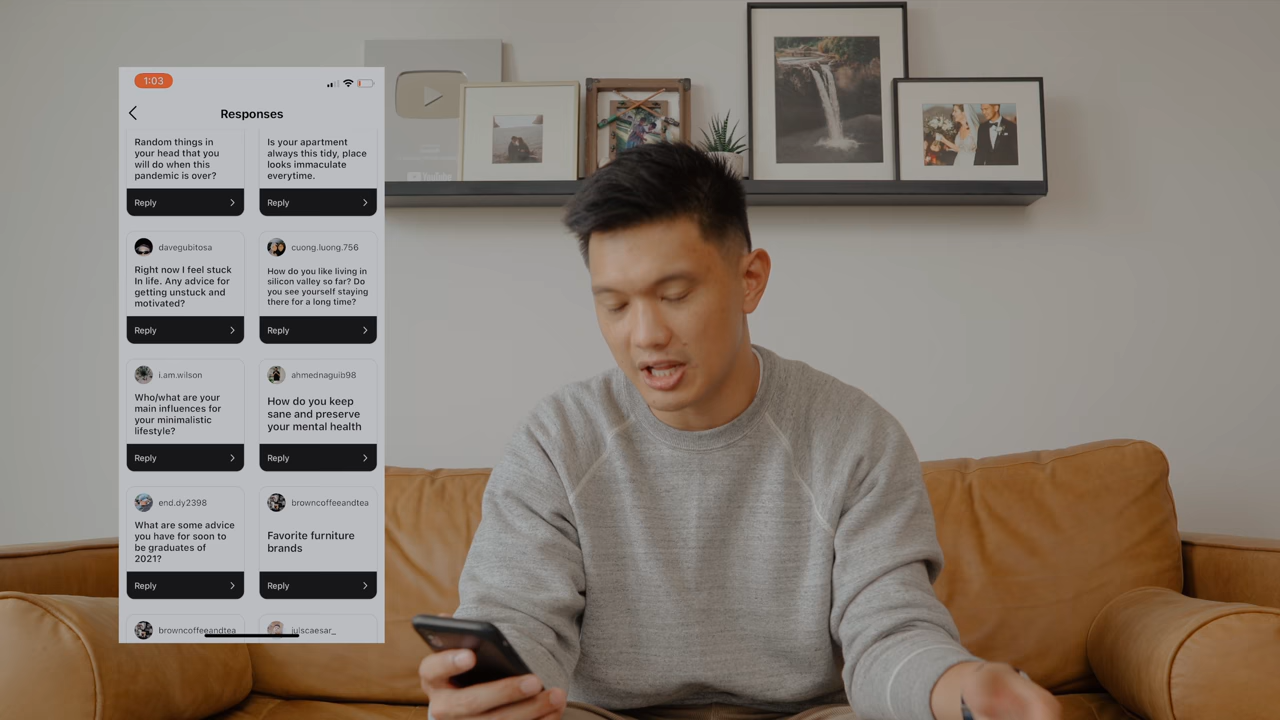 1:03
Responses
Random things in
your head that you
will do when this
pandemic is over?
Reply
Is your apartment
always this tidy, place
looks immaculate
everytime.
Reply
davegubitosa
Right now I feel stuck
In life. Any advice for
getting unstuck and
motivated?
Reply
cuong.luong.756
How do you like living in
silicon valley so far? Do
you see yourself staying
there for a long time?
Reply
i.am.wilson
Who/what are your
main influences for
your minimalistic
lifestyle?
Reply
ahmednaguib98
How do you keep
sane and preserve
your mental health
Reply
end.dy2398
What are some advice
you have for soon to
be graduates of
2021?
Reply
browncoffeeandtea
Favorite furniture
brands
Reply
browncoffeeandtea
juiscaesar_
YouTube